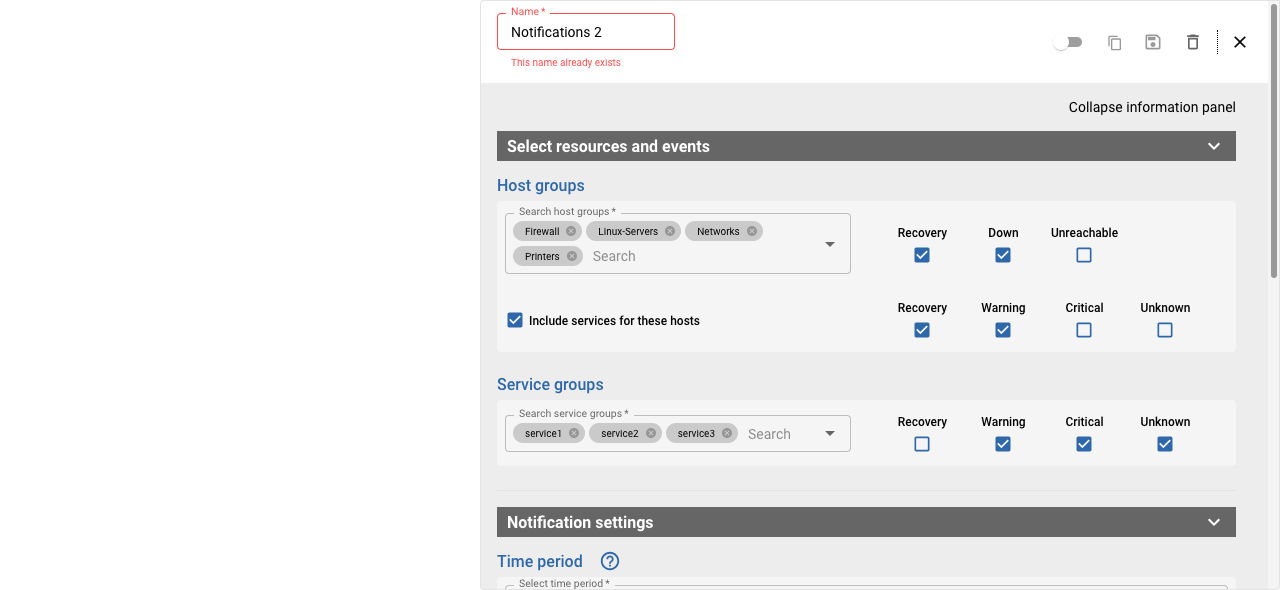 Name *
Notifications 2
This name already exists
Collapse information panel
Select resources and events
Host groups
Search host groups *
Firewall Linux-Servers Networks
Printers Search
Recovery Down Unreachable
Include services for these hosts
Recovery Warning Critical Unknown
Service groups
Search service groups *
service1 service2 service3 Search
Recovery Warning Critical Unknown
Notification settings
Time period ?
Select time period *